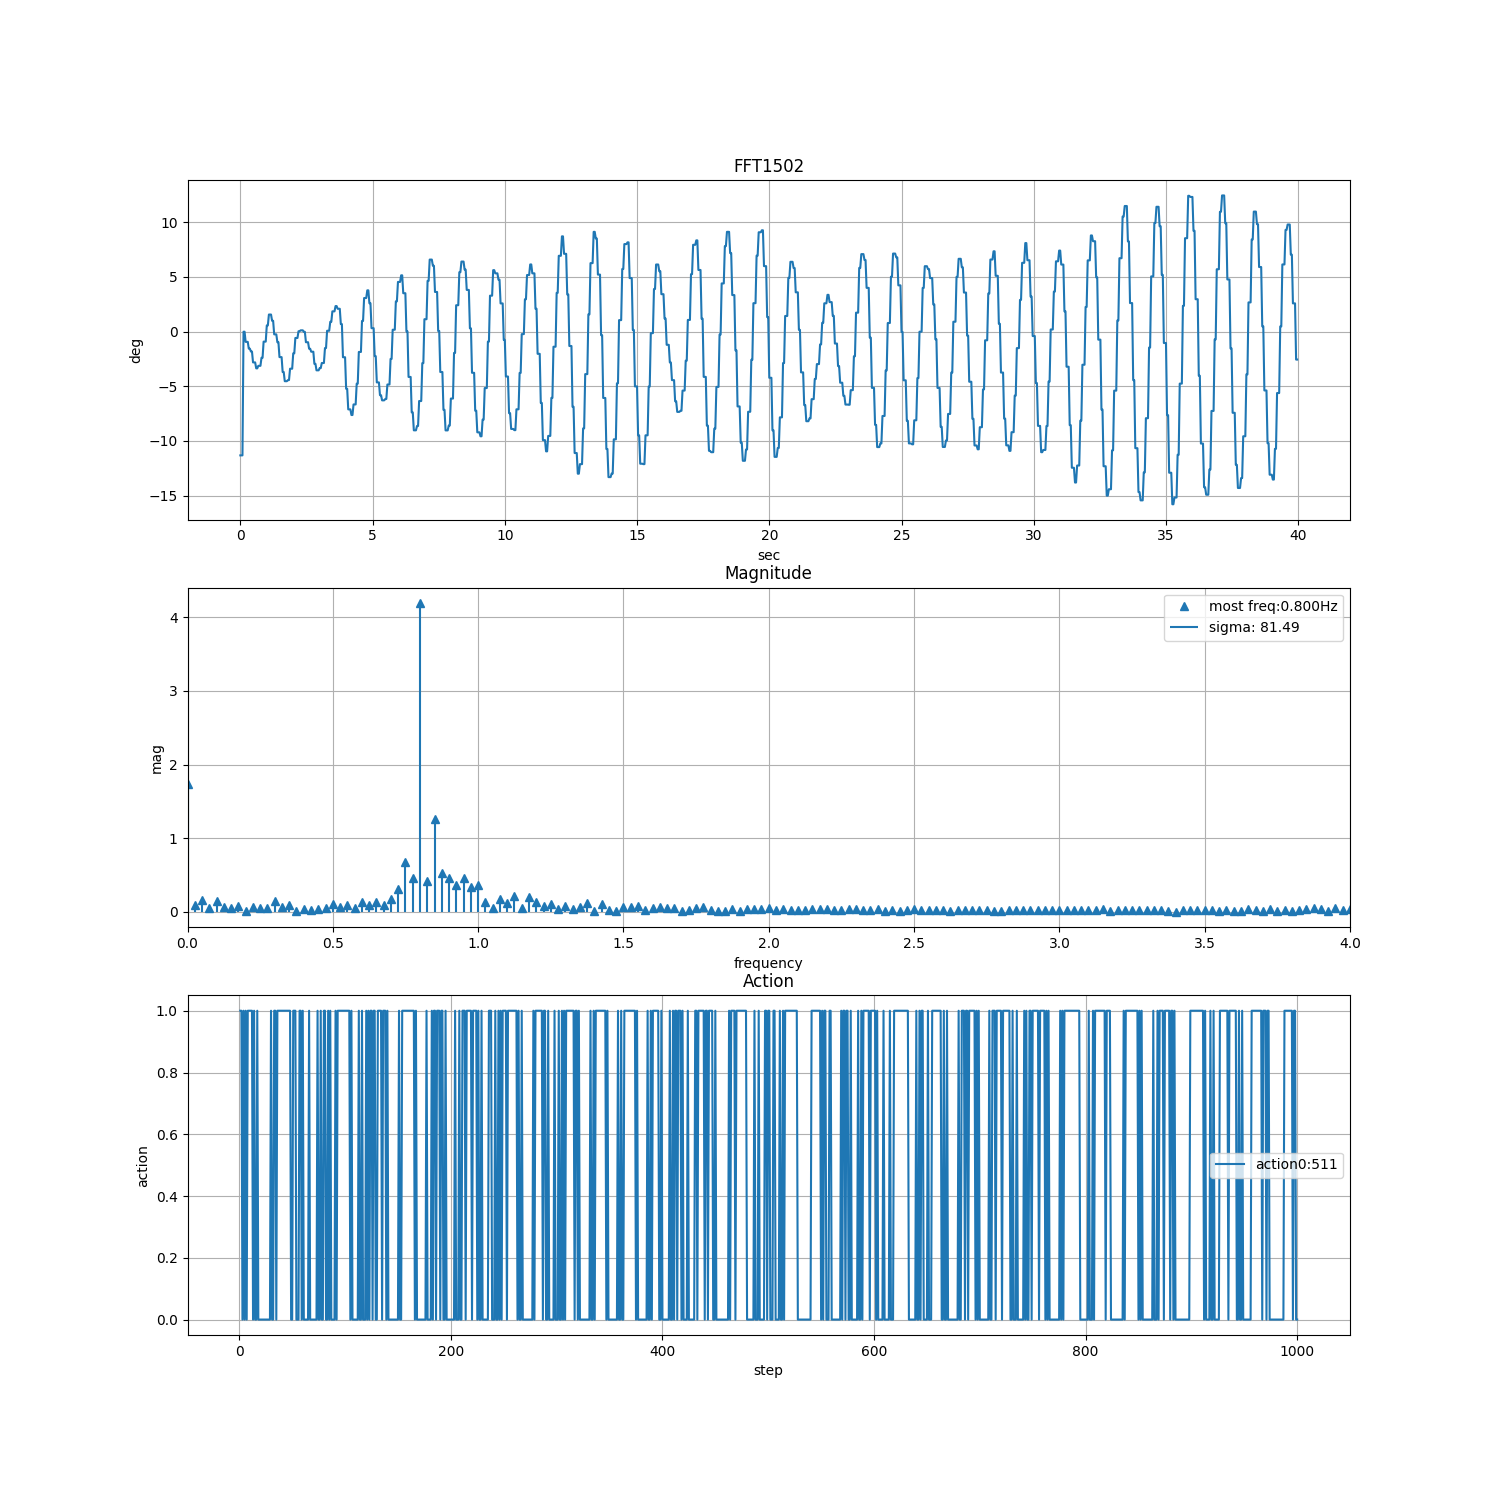 FFT1502
10
5
0
−5
−10
−15
deg
0 5 10 15 20 25 30 35 40
sec
Magnitude
most freq:0.800Hz
sigma: 81.49
4
3
2
1
0
mag
0.0 0.5 1.0 1.5 2.0 2.5 3.0 3.5 4.0
frequency
Action
1.0
0.8
0.6
0.4
0.2
0.0
action
action0:511
0 200 400 600 800 1000
step